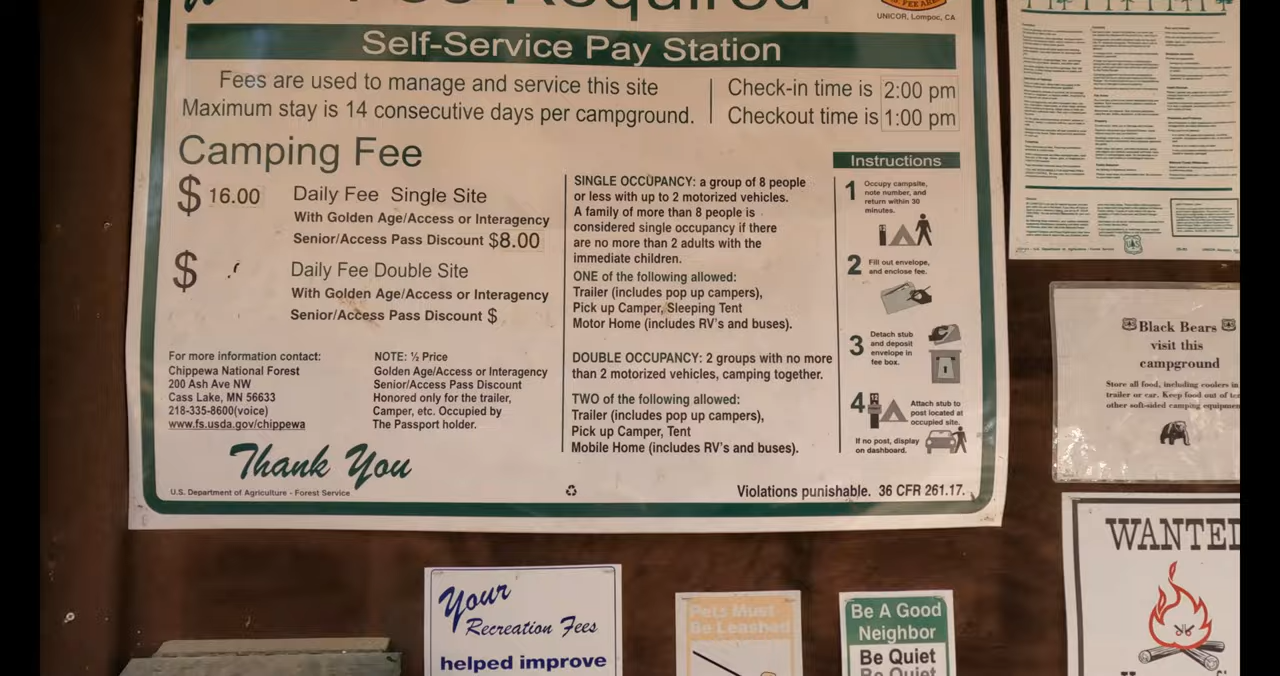 Fee Required
UNICOR, Lompoc, CA
Self-Service Pay Station
Fees are used to manage and service this site
Maximum stay is 14 consecutive days per campground.
Check-in time is 2:00 pm
Checkout time is 1:00 pm
Camping Fee
$ 16.00 Daily Fee Single Site
With Golden Age/Access or Interagency
Senior/Access Pass Discount $8.00
$ Daily Fee Double Site
With Golden Age/Access or Interagency
Senior/Access Pass Discount $
For more information contact:
Chippewa National Forest
200 Ash Ave NW
Cass Lake, MN 56633
218-335-8600(voice)
www.fs.usda.gov/chippewa
NOTE: ½ Price
Golden Age/Access or Interagency
Senior/Access Pass Discount
Honored only for the trailer,
Camper, etc. Occupied by
The Passport holder.
Thank You
U.S. Department of Agriculture - Forest Service
SINGLE OCCUPANCY: a group of 8 people
or less with up to 2 motorized vehicles.
A family of more than 8 people is
considered single occupancy if there
are no more than 2 adults with the
immediate children.
ONE of the following allowed:
Trailer (includes pop up campers),
Pick up Camper, Sleeping Tent
Motor Home (includes RV's and buses).
DOUBLE OCCUPANCY: 2 groups with no more
than 2 motorized vehicles, camping together.
TWO of the following allowed:
Trailer (includes pop up campers),
Pick up Camper, Tent
Mobile Home (includes RV's and buses).
Instructions
1 Occupy campsite,
note number, and
return within 30
minutes.
2 Fill out envelope,
and enclose fee.
3 Detach stub
and deposit
envelope in
fee box.
4 Attach stub to
post located at
occupied site.
If no post, display
on dashboard.
Violations punishable. 36 CFR 261.17.
Black Bears
visit this
campground
Store all food, including coolers in
trailer or car. Keep food out of
other soft-sided camping
WANTED
Your
Recreation Fees
helped improve
Pets Must
Be Leashed
Be A Good
Neighbor
Be Quiet
Be Quiet